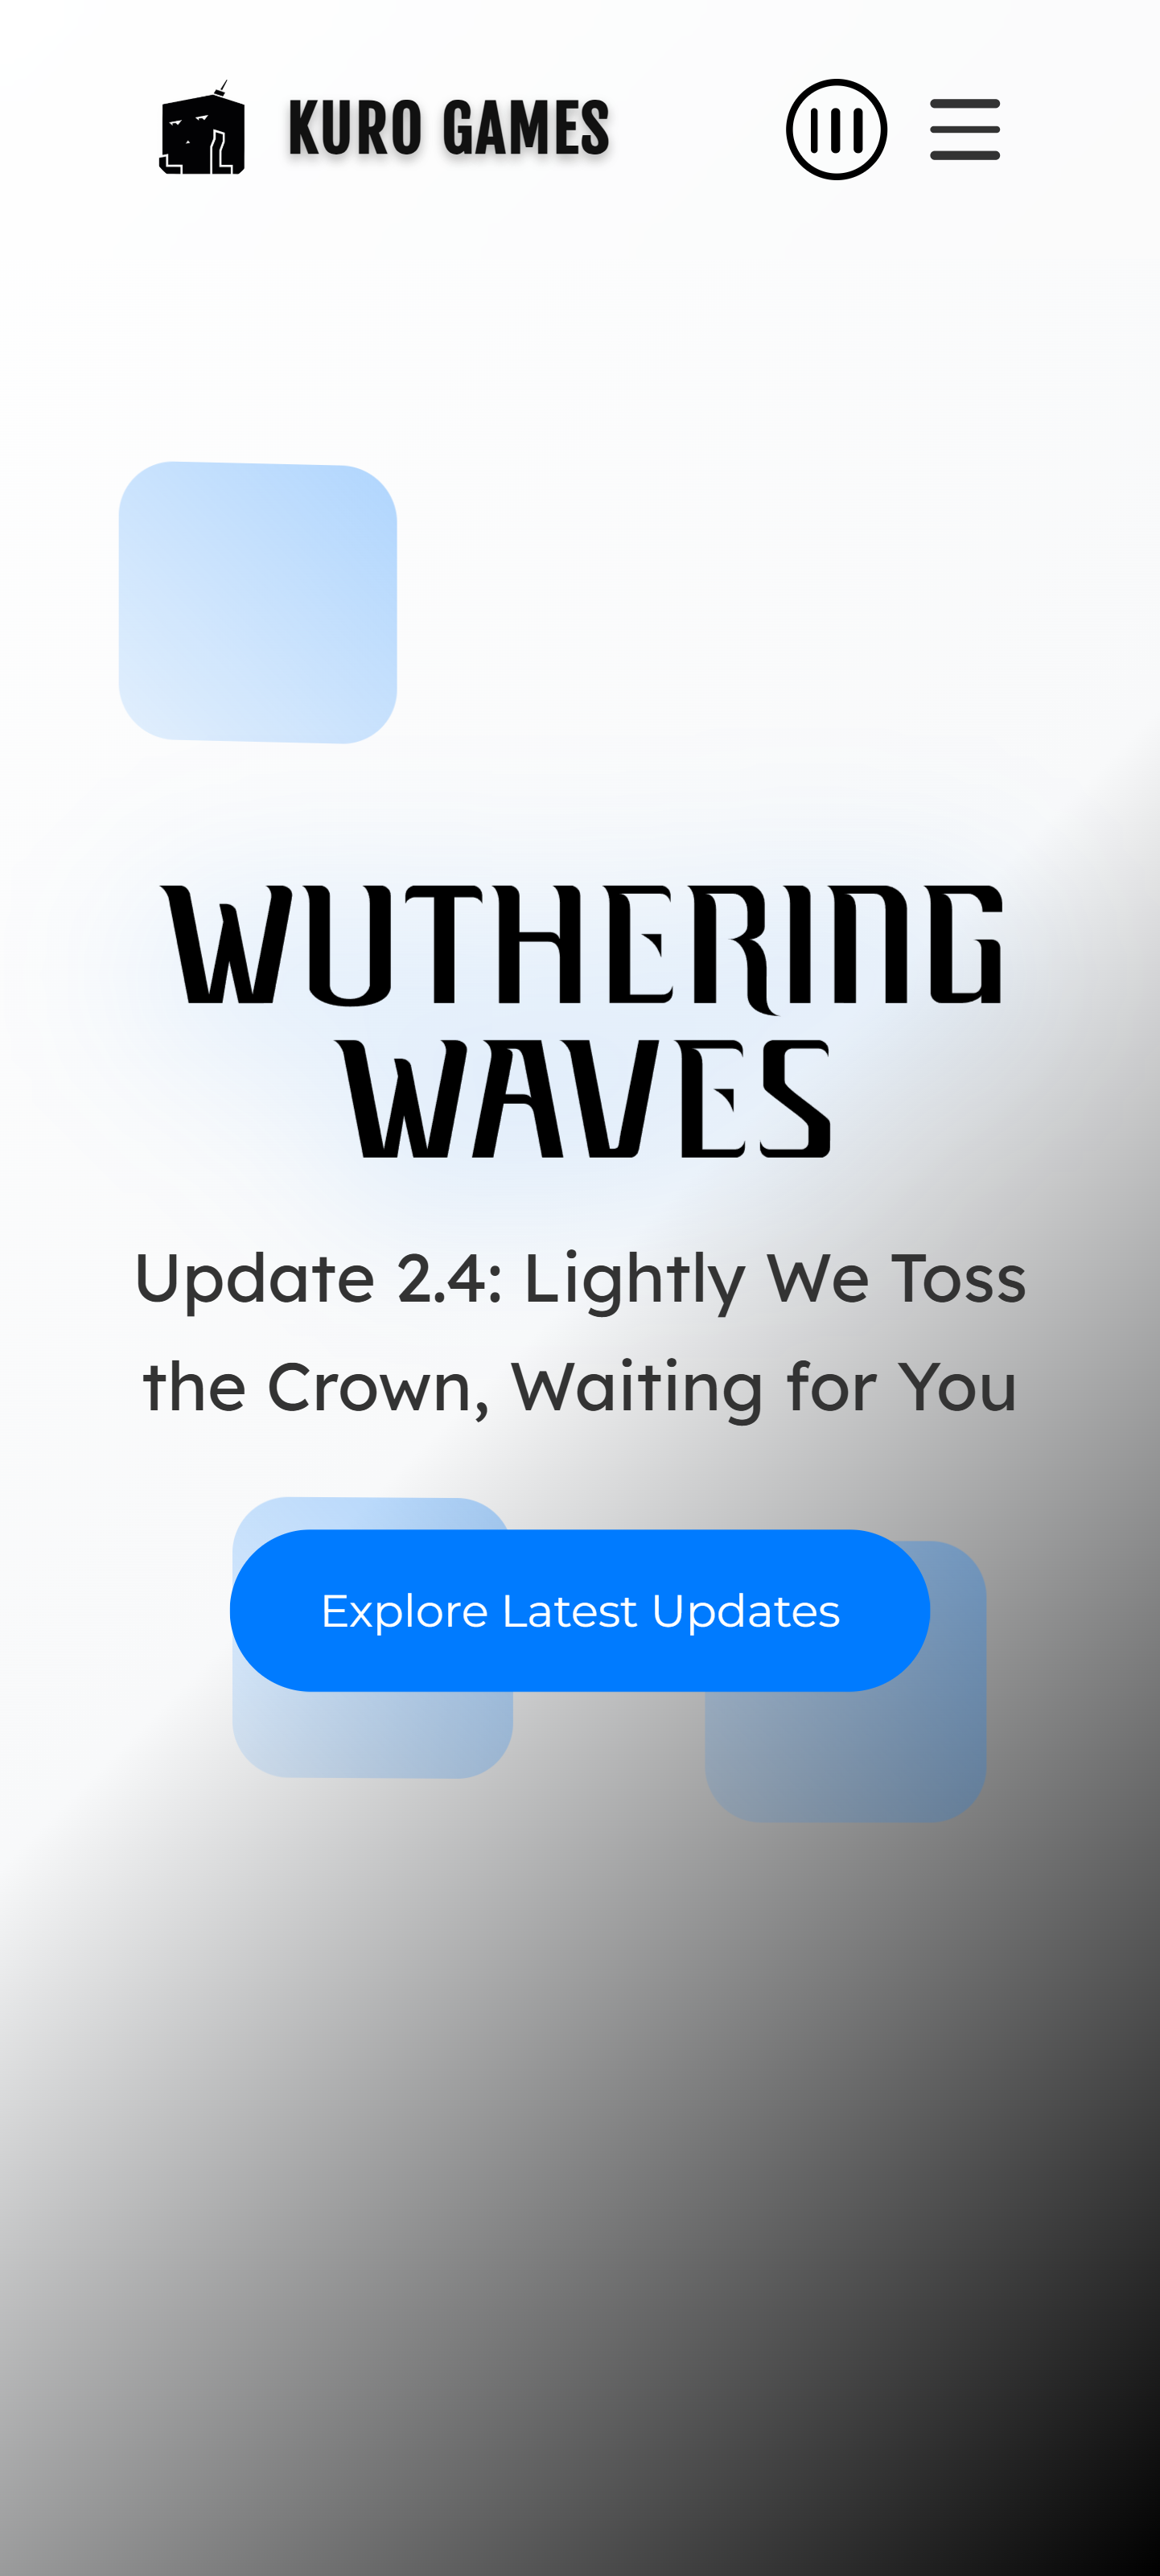 KURO GAMES
WUTHERING
WAVES
Update 2.4: Lightly We Toss
the Crown, Waiting for You
Explore Latest Updates